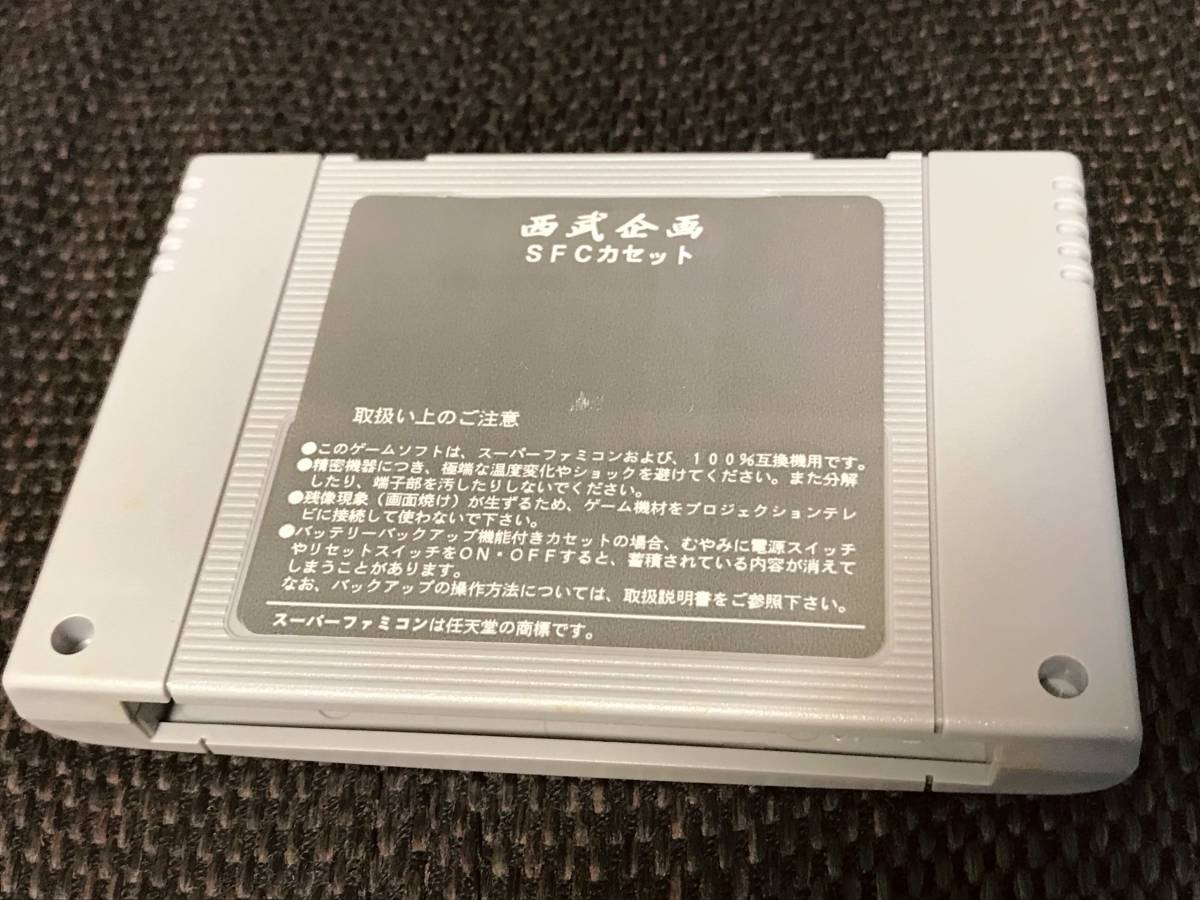 西武企画
SFCカセット
取扱い上のご注意
●このゲームソフトは、スーパーファミコンおよび、100%互換機用です。
●精密機器につき、極端な温度変化やショックを避けてください。また分解
したり、端子部を汚したりしないでください。
●残像現象（画面焼け）が生ずるため、ゲーム機材をプロジェクションテレ
ビに接続して使わないで下さい。
●バッテリーバックアップ機能付きカセットの場合、むやみに電源スイッチ
やリセットスイッチをON・OFFすると、蓄積されている内容が消えて
しまうことがあります。
なお、バックアップの操作方法については、取扱説明書をご参照下さい。
スーパーファミコンは任天堂の商標です。